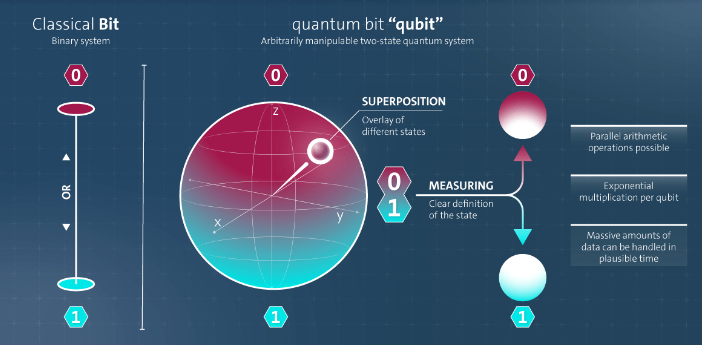 Classical Bit
Binary system
0
OR
1
quantum bit “qubit”
Arbitrarily manipulable two-state quantum system
0
z
x
y
1
SUPERPOSITION
Overlay of
different states
0
1
MEASURING
Clear definition
of the state
0
1
Parallel arithmetic
operations possible
Exponential
multiplication per qubit
Massive amounts of
data can be handled in
plausible time